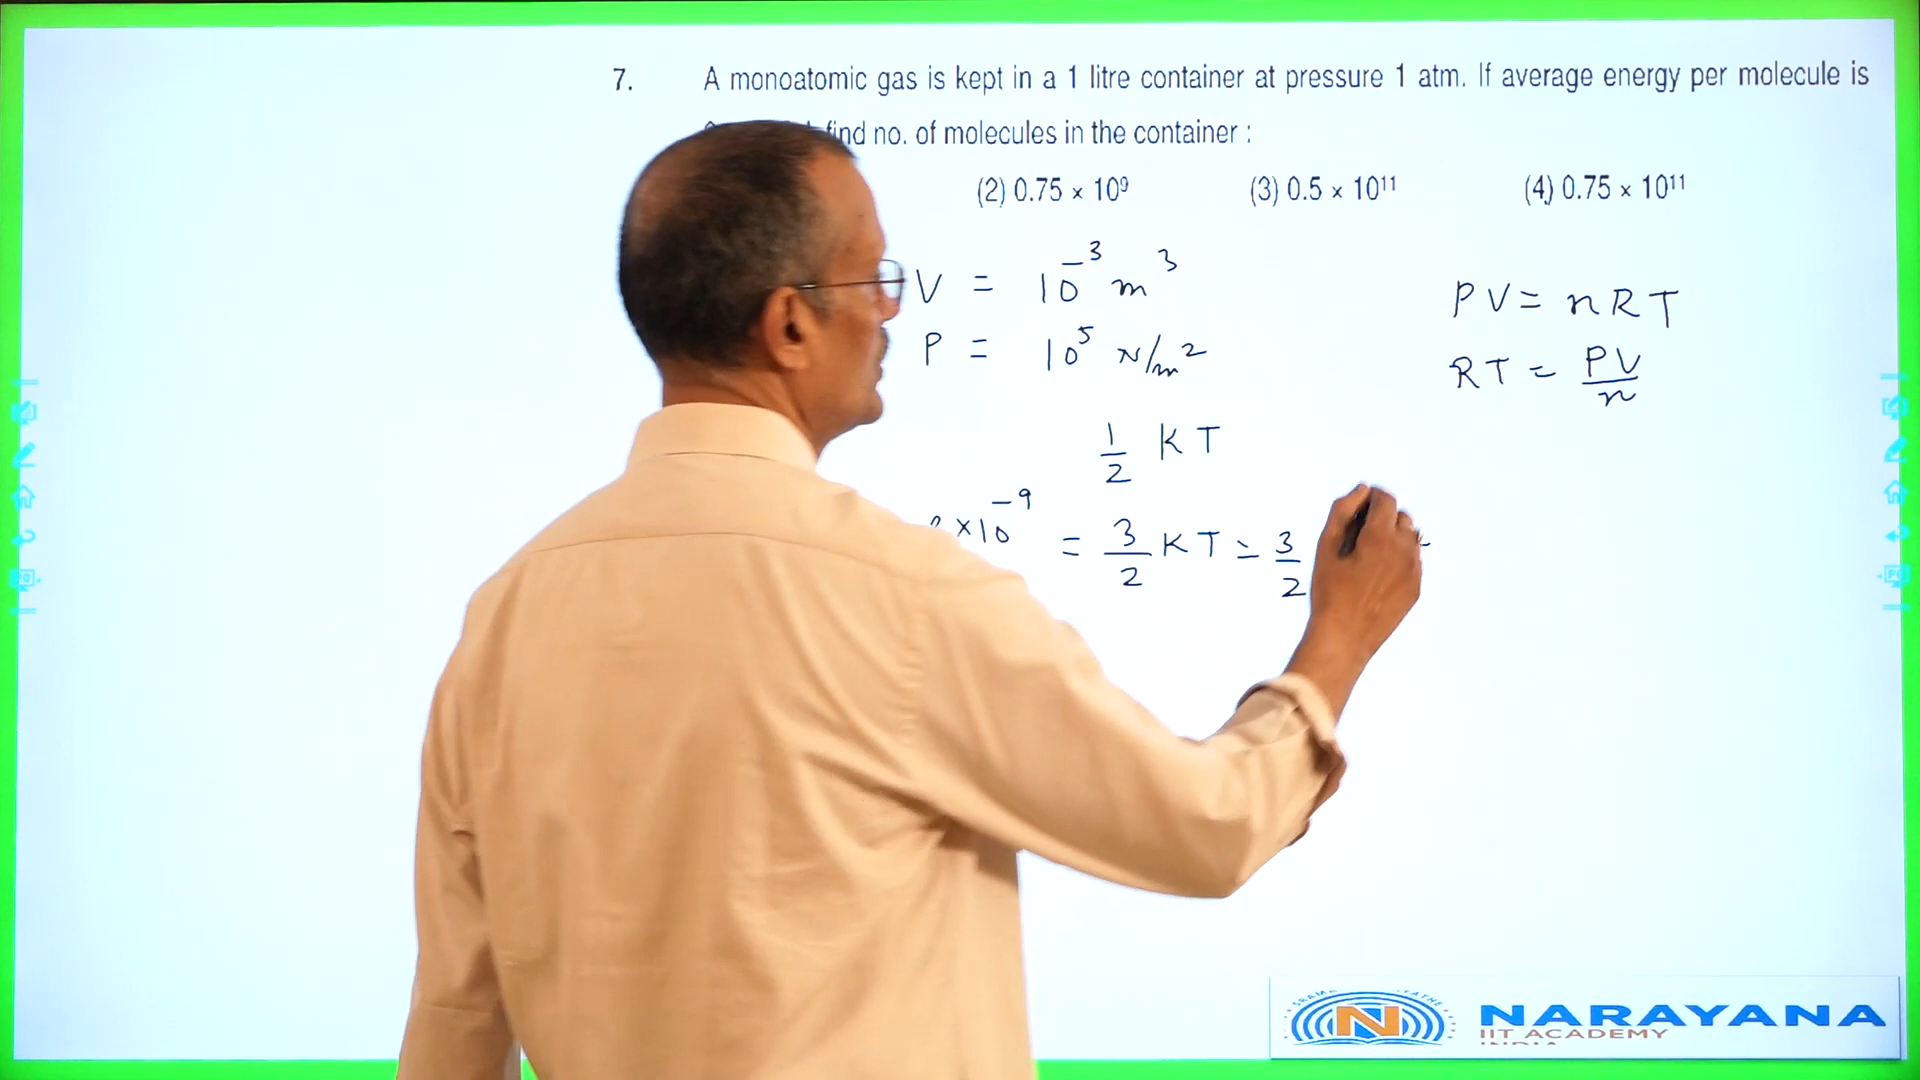 7. A monoatomic gas is kept in a 1 litre container at pressure 1 atm. If average energy per molecule is
find no. of molecules in the container :
(2) 0.75 × 10⁹ (3) 0.5 × 10¹¹ (4) 0.75 × 10¹¹
V = 10⁻³ m³
P = 10⁵ N/m²
PV = nRT
RT = PV/n
1/2 KT
×10⁻⁹ = 3/2 KT = 3/2
NARAYANA
IIT ACADEMY